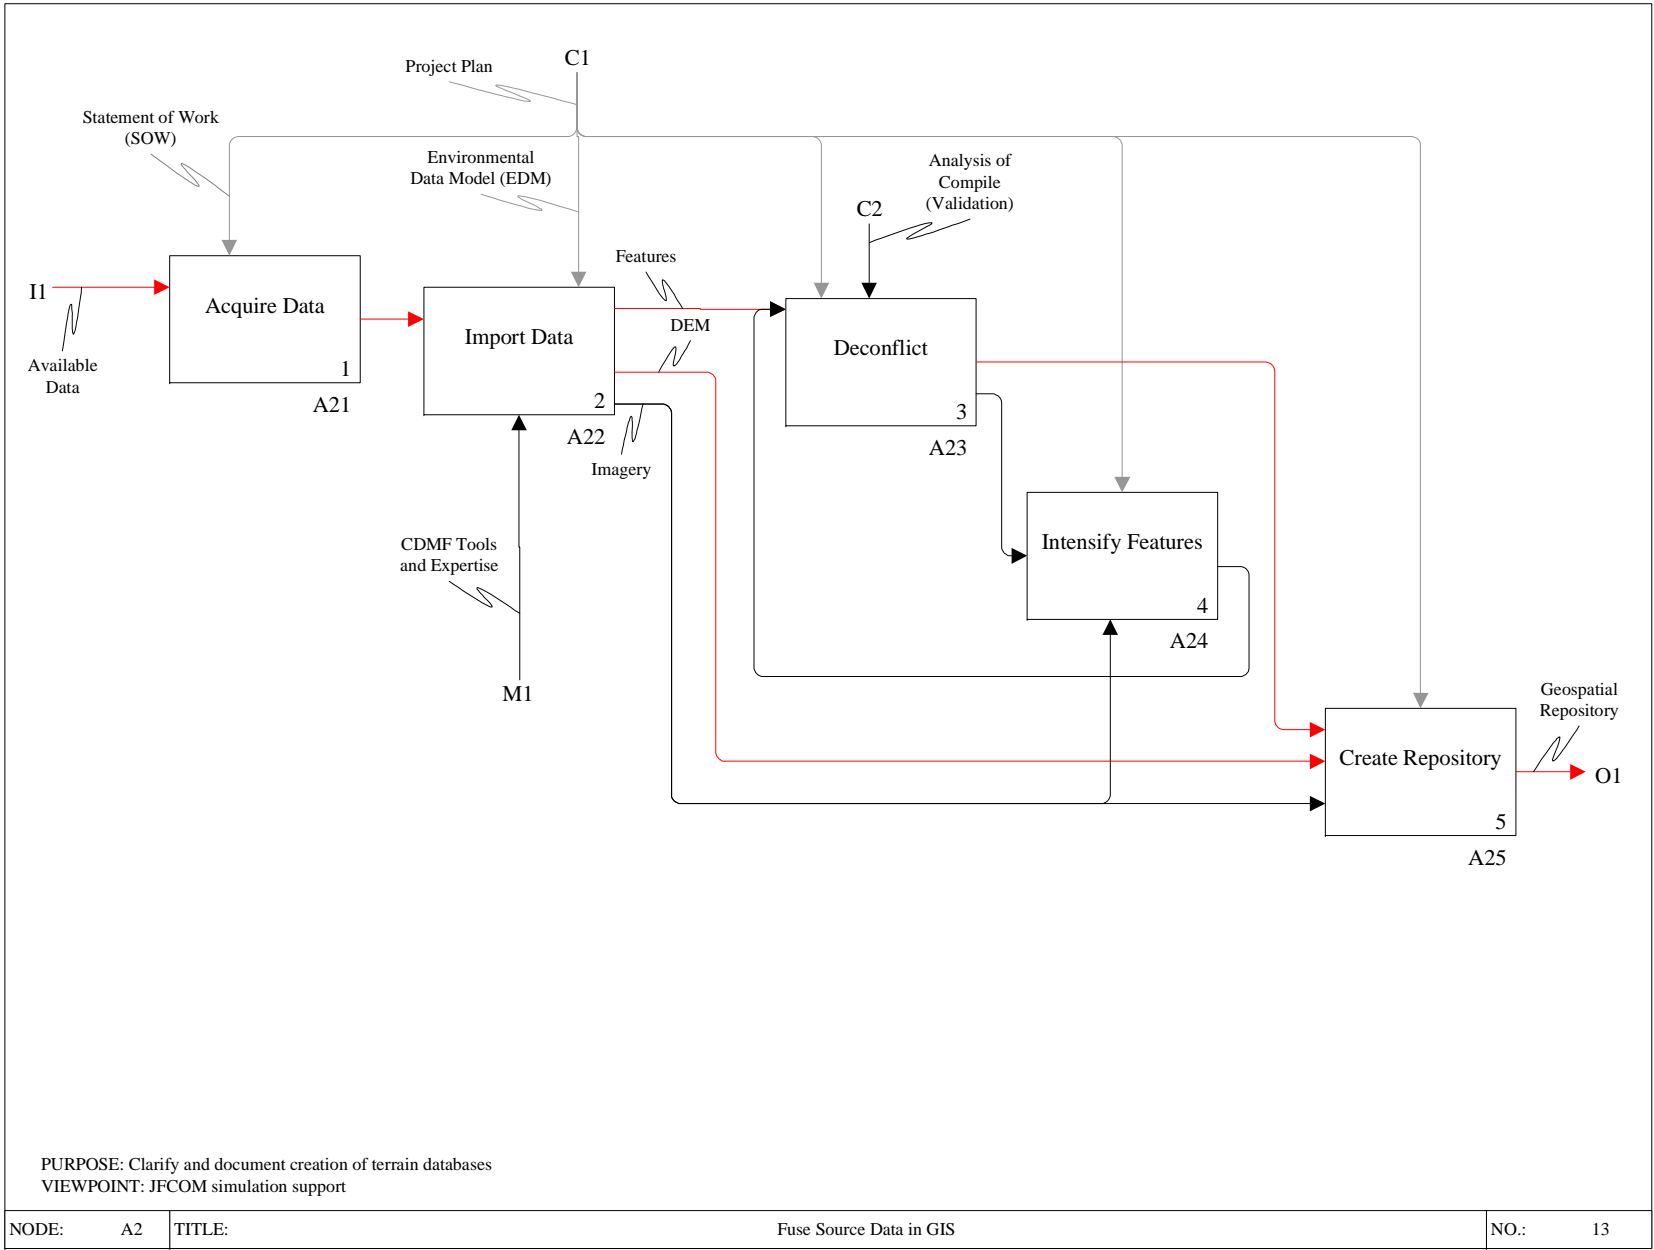 C1
Project Plan
Statement of Work
(SOW)
Environmental
Data Model (EDM)
Analysis of
Compile
(Validation)
C2
Features
I1
Acquire Data
1
A21
Available
Data
Import Data
2
A22
DEM
Imagery
Deconflict
3
A23
CDMF Tools
and Expertise
M1
Intensify Features
4
A24
Create Repository
5
A25
Geospatial
Repository
O1
PURPOSE: Clarify and document creation of terrain databases
VIEWPOINT: JFCOM simulation support
NODE: A2 TITLE: Fuse Source Data in GIS NO.: 13